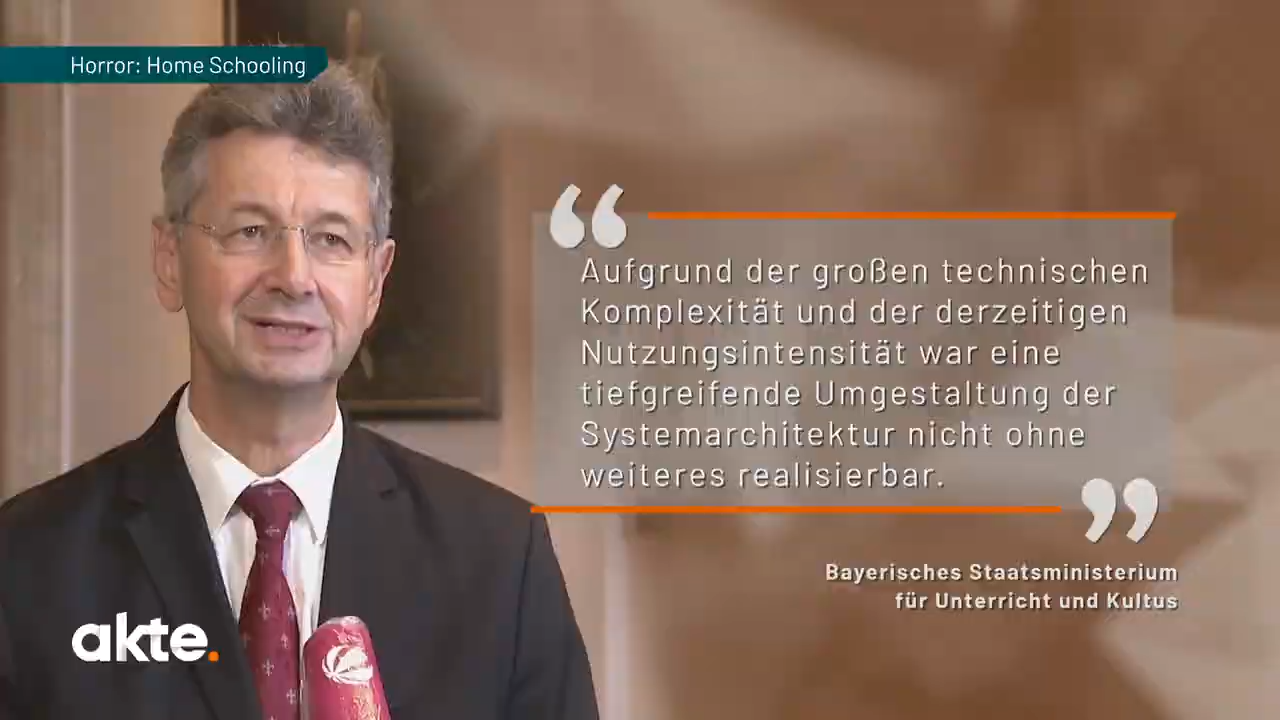 Horror: Home Schooling
Aufgrund der großen technischen
Komplexität und der derzeitigen
Nutzungsintensität war eine
tiefgreifende Umgestaltung der
Systemarchitektur nicht ohne
weiteres realisierbar.
Bayerisches Staatsministerium
für Unterricht und Kultus
akte.